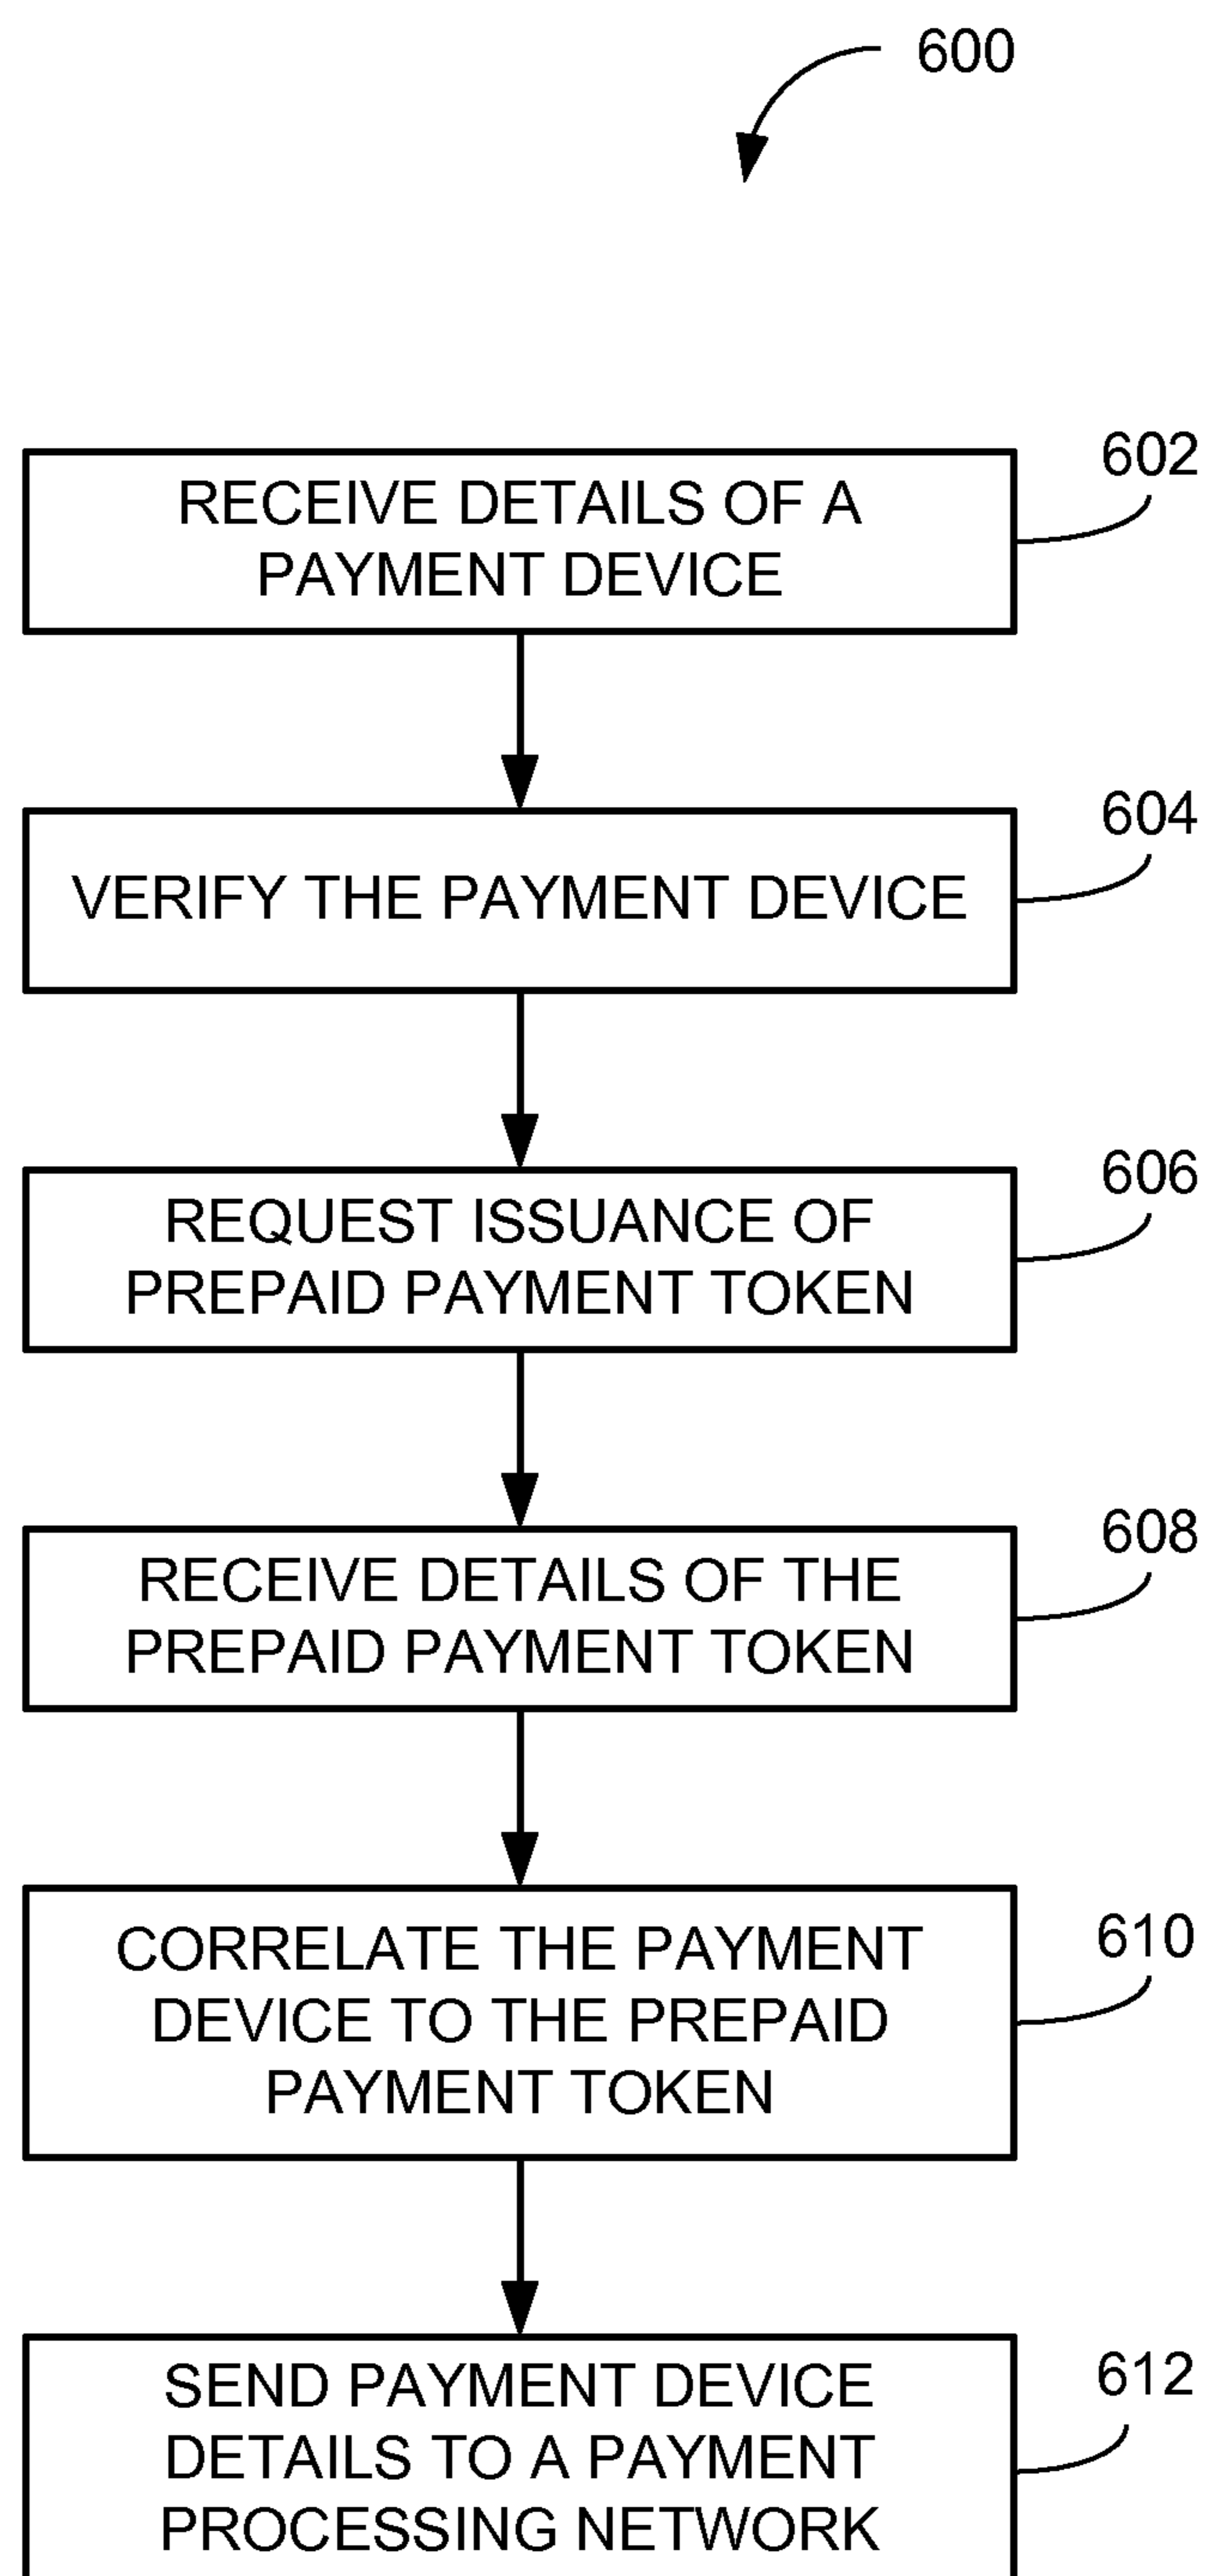 600
RECEIVE DETAILS OF A
PAYMENT DEVICE
602
VERIFY THE PAYMENT DEVICE
604
REQUEST ISSUANCE OF
PREPAID PAYMENT TOKEN
606
RECEIVE DETAILS OF THE
PREPAID PAYMENT TOKEN
608
CORRELATE THE PAYMENT
DEVICE TO THE PREPAID
PAYMENT TOKEN
610
SEND PAYMENT DEVICE
DETAILS TO A PAYMENT
PROCESSING NETWORK
612